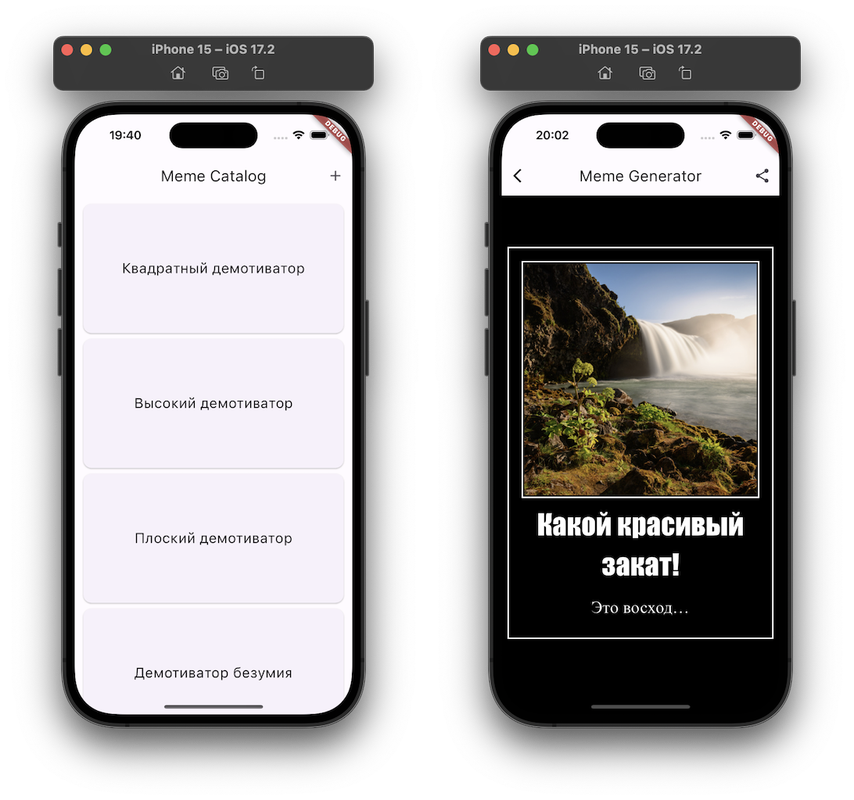 iPhone 15 – iOS 17.2
19:40
DEBUG
Meme Catalog
Квадратный демотиватор
Высокий демотиватор
Плоский демотиватор
Демотиватор безумия
iPhone 15 – iOS 17.2
20:02
DEBUG
Meme Generator
Какой красивый
закат!
Это восход...